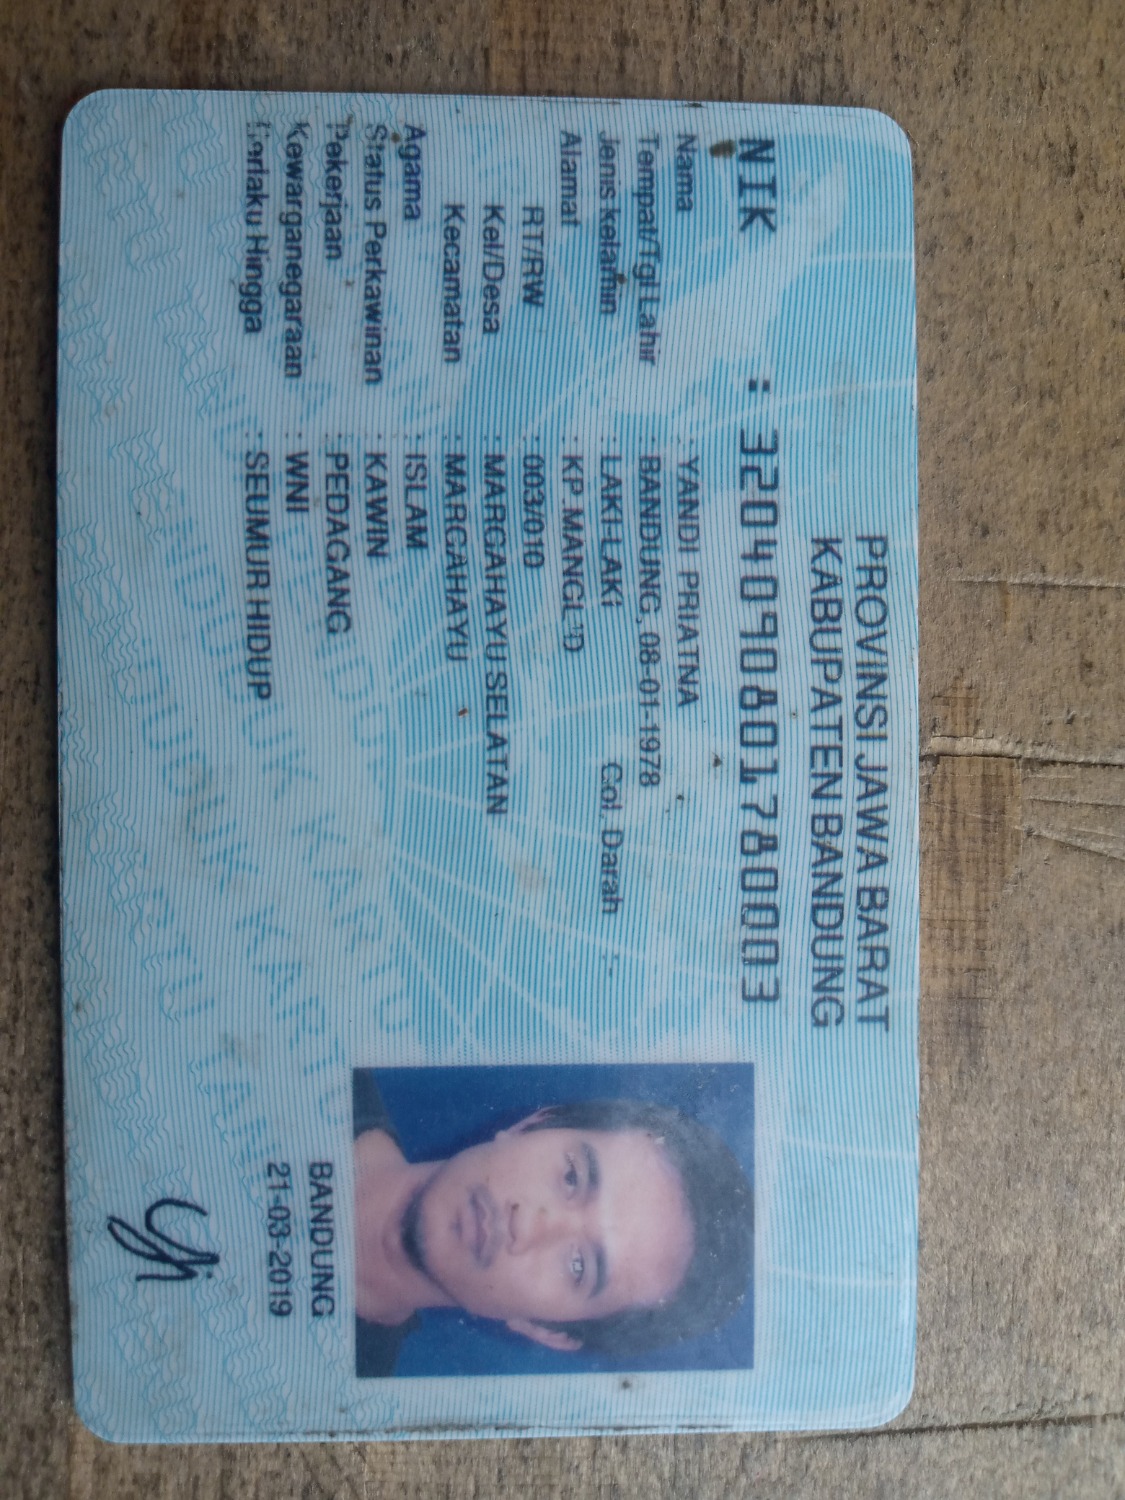 PROVINSI JAWA BARAT
KABUPATEN BANDUNG
NIK : 3204090801780003
Nama : YANDI PRIATNA
Tempat/Tgl Lahir : BANDUNG, 08-01-1978
Jenis kelamin : LAKI-LAKI Gol. Darah : -
Alamat : KP.
RT/RW : 003/010
Kel/Desa : MARGAHAYU SELATAN
Kecamatan : MARGAHAYU
Agama : ISLAM
Status Perkawinan : KAWIN
Pekerjaan : PEDAGANG
Kewarganegaraan : WNI
Berlaku Hingga : SEUMUR HIDUP
BANDUNG
21-03-2019